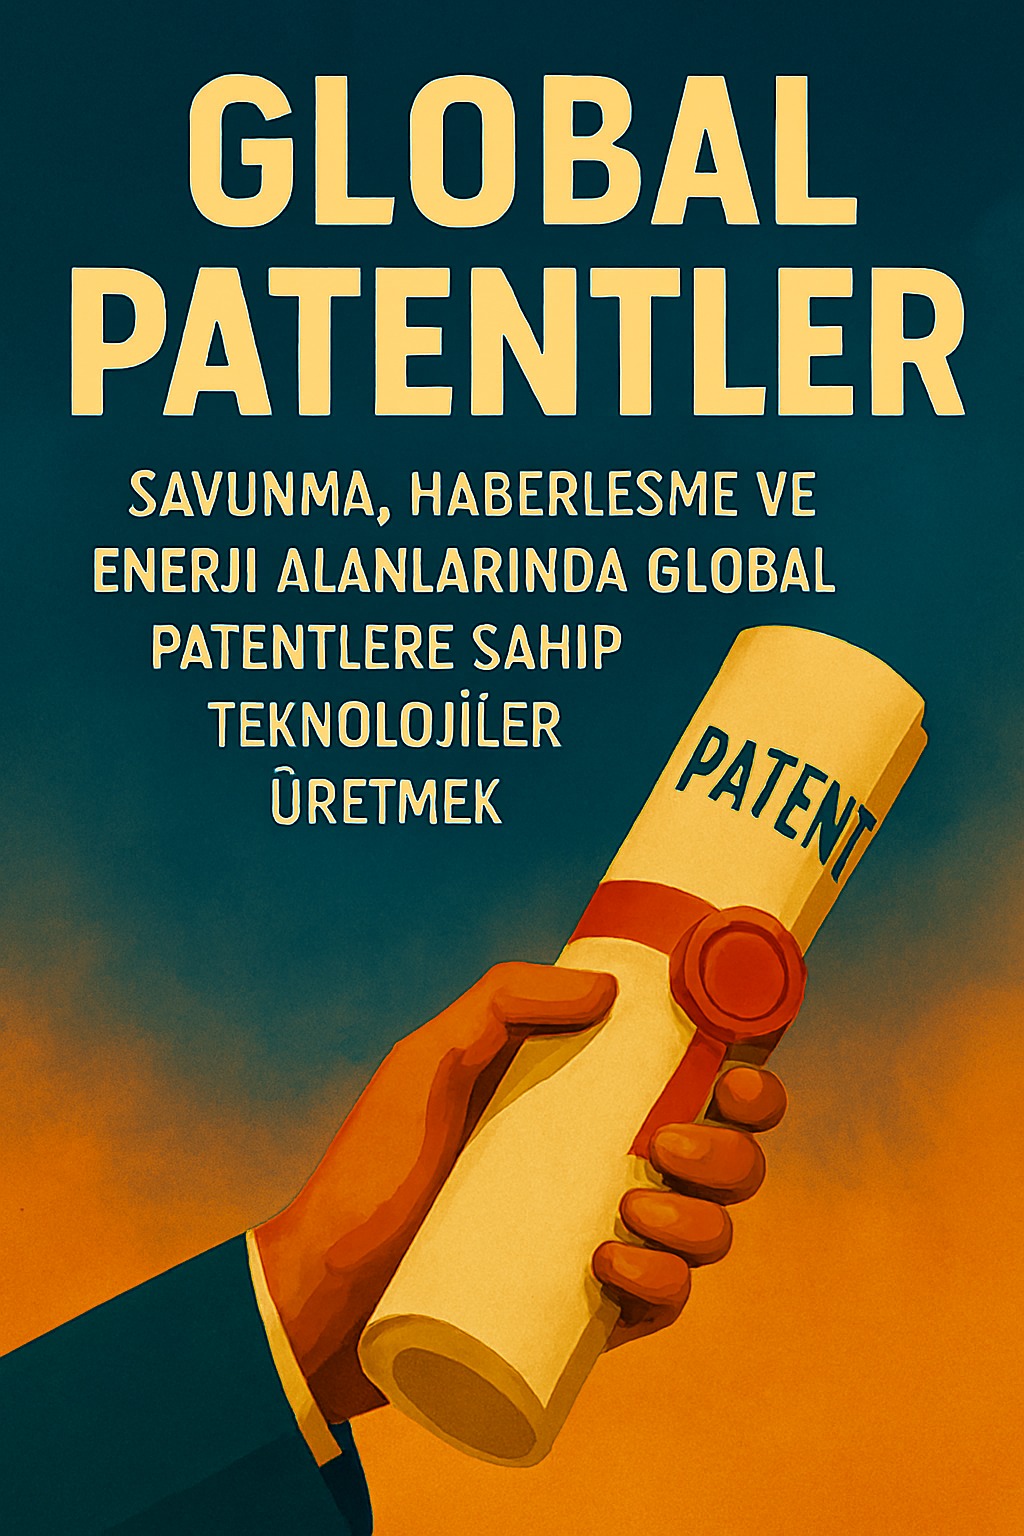 GLOBAL
PATENTLER
SAVUNMA, HABERLESME VE
ENERJI ALANLARINDA GLOBAL
PATENTLERE SAHIP
TEKNOLOJİLER
ÛRETMEK
PATENT